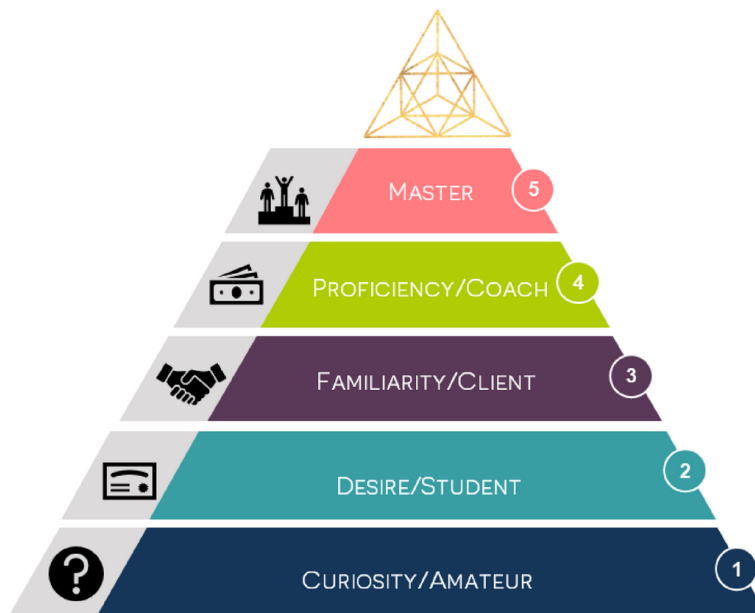 MASTER 5
PROFICIENCY/COACH 4
FAMILIARITY/CLIENT 3
DESIRE/STUDENT 2
? CURIOSITY/AMATEUR 1